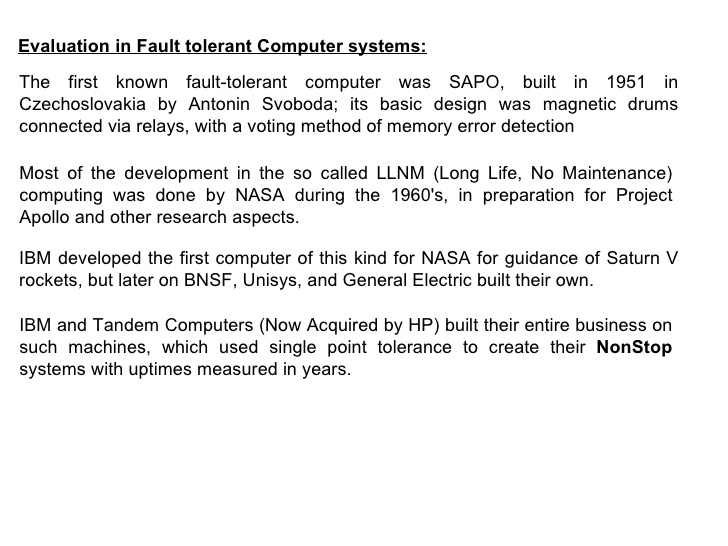 Evaluation in Fault tolerant Computer systems:
The first known fault-tolerant computer was SAPO, built in 1951 in
Czechoslovakia by Antonin Svoboda; its basic design was magnetic drums
connected via relays, with a voting method of memory error detection
Most of the development in the so called LLNM (Long Life, No Maintenance)
computing was done by NASA during the 1960's, in preparation for Project
Apollo and other research aspects.
IBM developed the first computer of this kind for NASA for guidance of Saturn V
rockets, but later on BNSF, Unisys, and General Electric built their own.
IBM and Tandem Computers (Now Acquired by HP) built their entire business on
such machines, which used single point tolerance to create their NonStop
systems with uptimes measured in years.